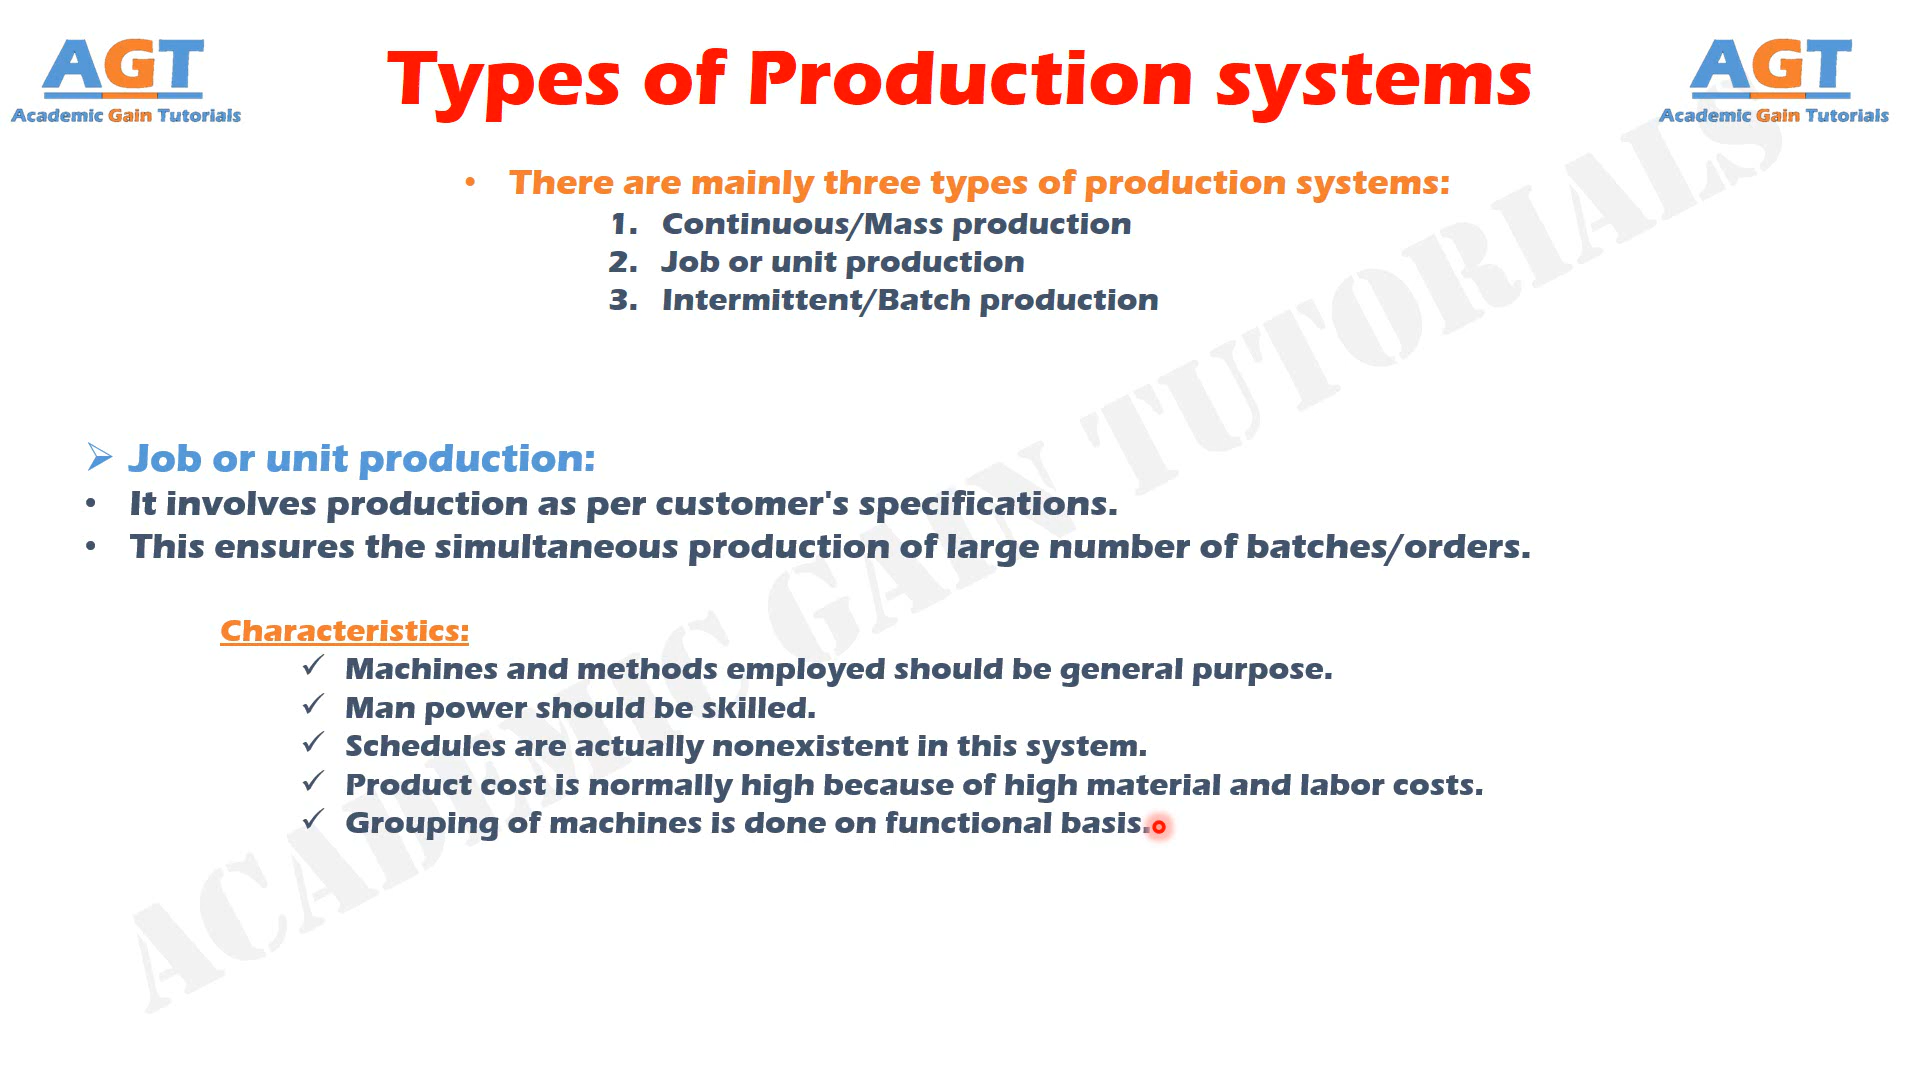 AGT
Academic Gain Tutorials
Types of Production systems
AGT
Academic Gain Tutorials
• There are mainly three types of production systems:
1. Continuous/Mass production
2. Job or unit production
3. Intermittent/Batch production
➢ Job or unit production:
• It involves production as per customer's specifications.
• This ensures the simultaneous production of large number of batches/orders.
Characteristics:
✓ Machines and methods employed should be general purpose.
✓ Man power should be skilled.
✓ Schedules are actually nonexistent in this system.
✓ Product cost is normally high because of high material and labor costs.
✓ Grouping of machines is done on functional basis.
ACADEMIC GAIN TUTORIALS